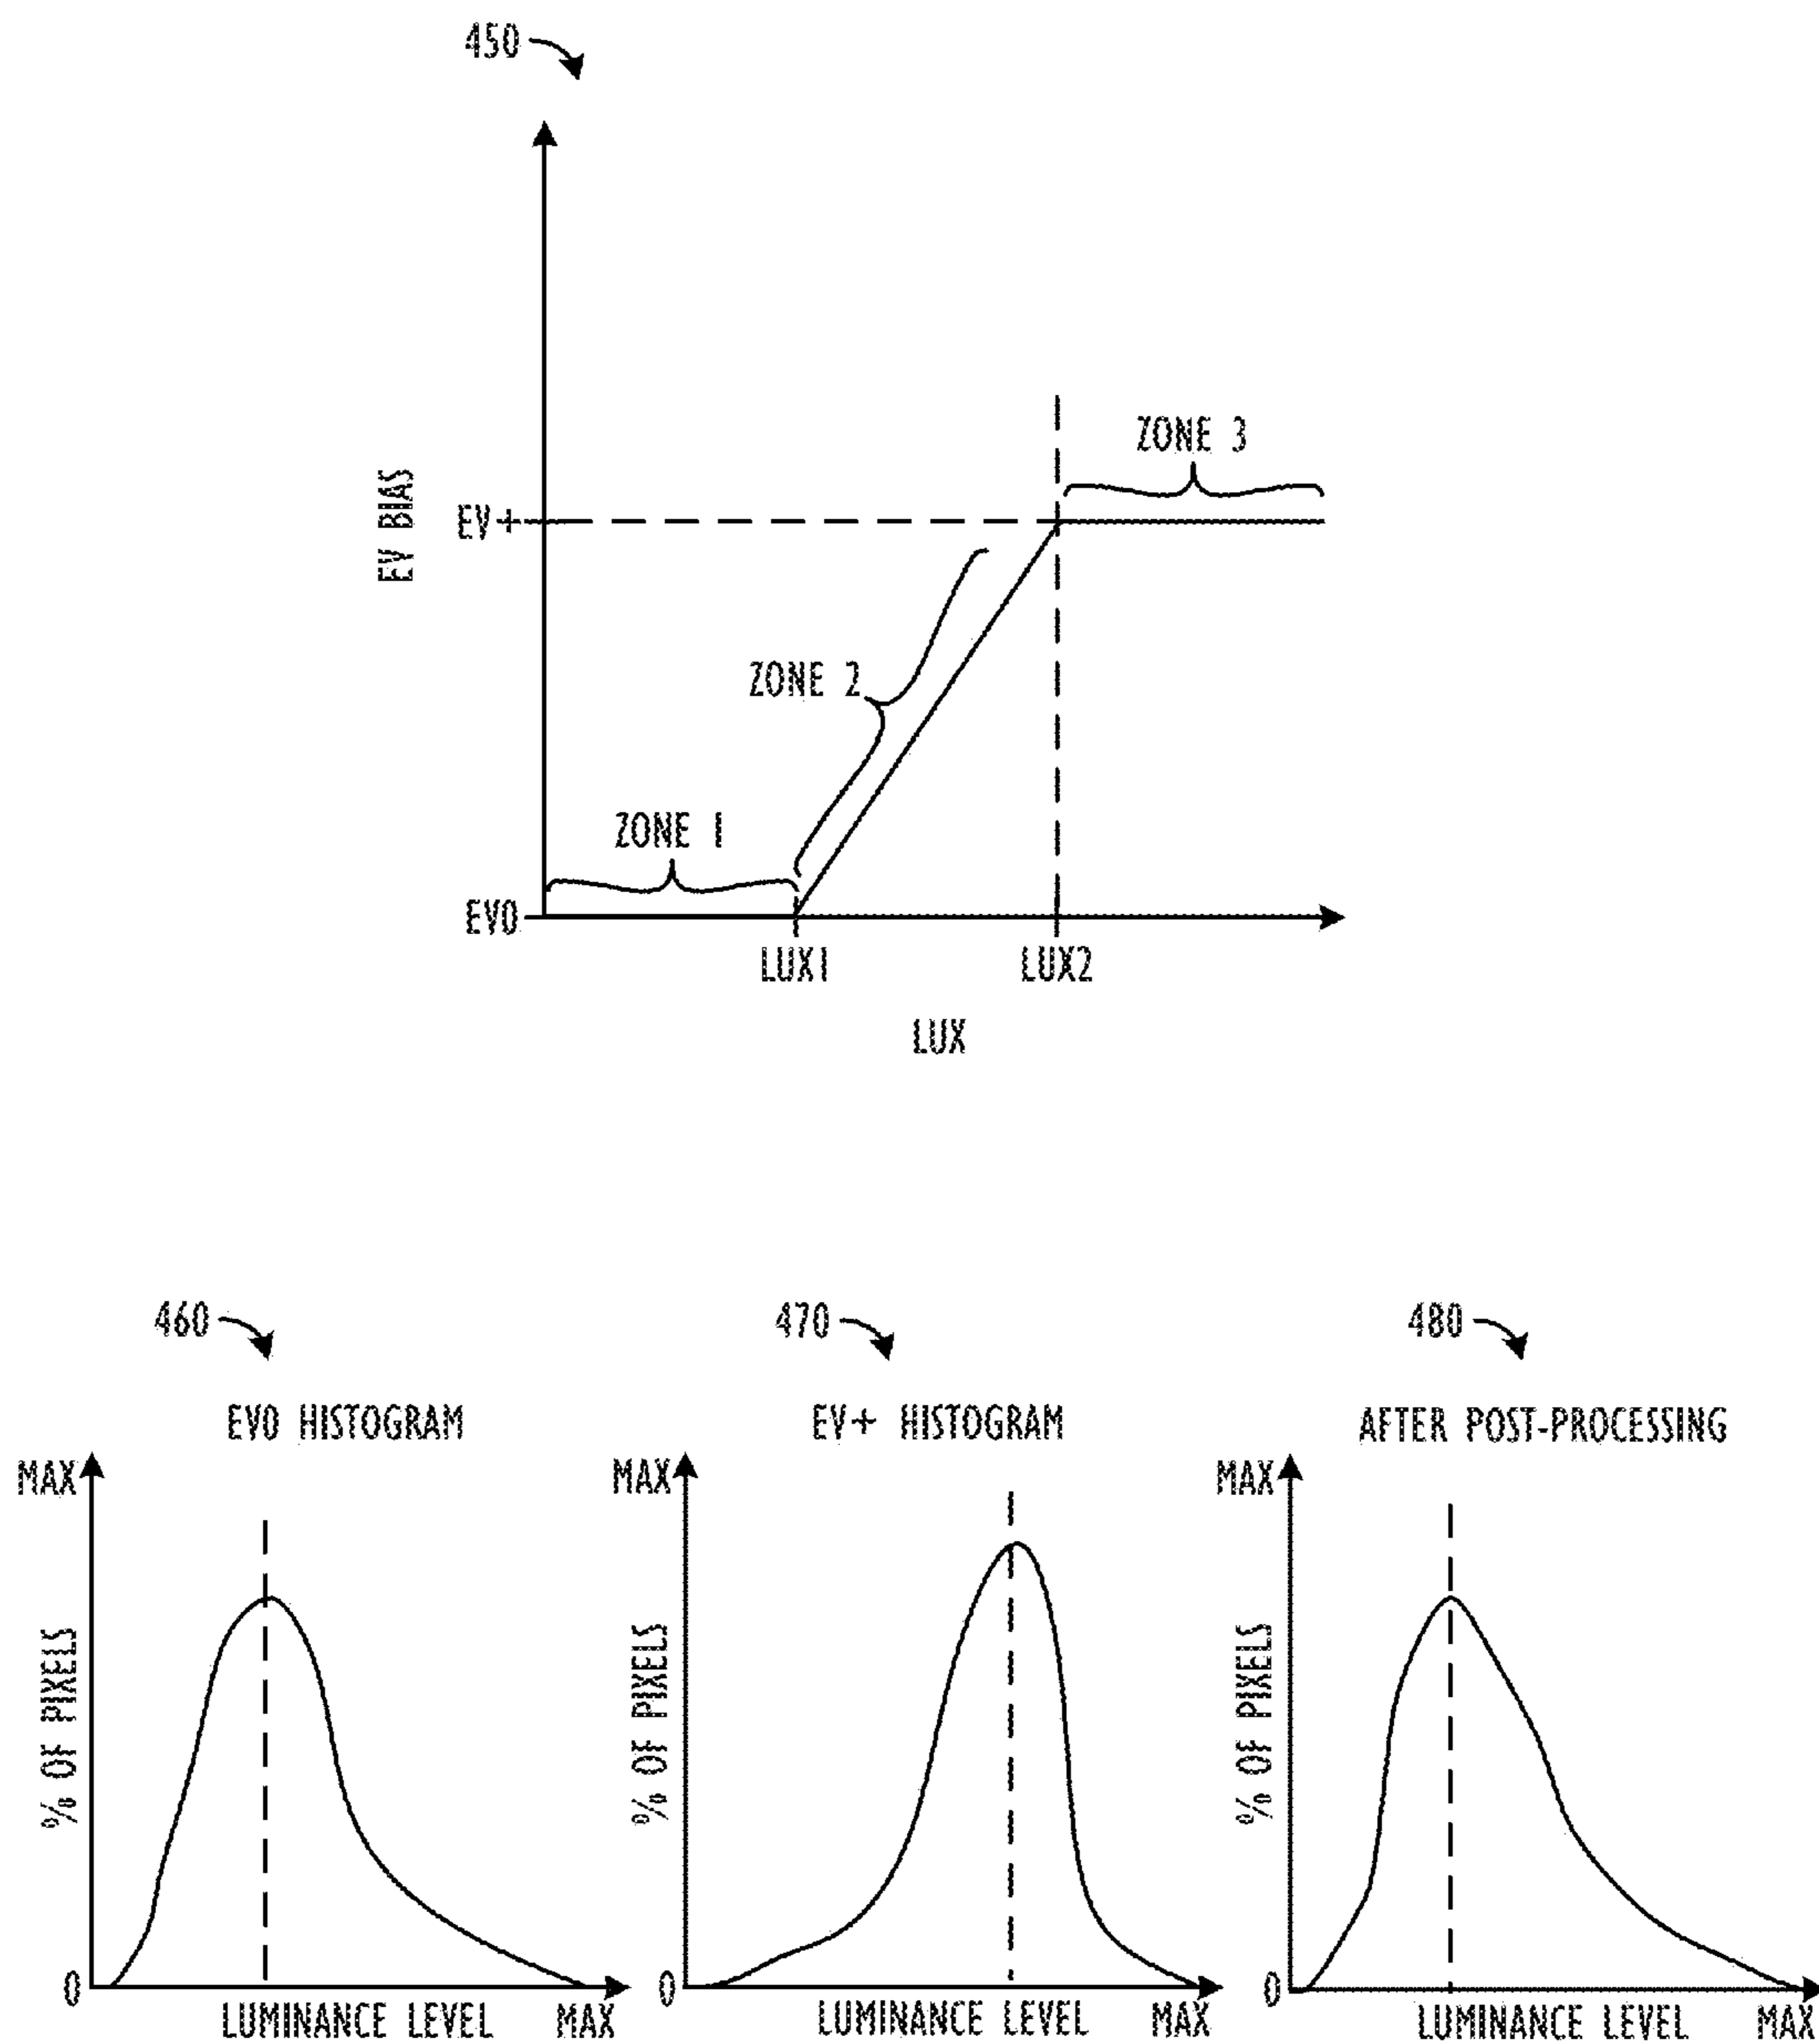 450
ZONE 3
EV+
EV BIAS
ZONE 2
ZONE 1
EV0
LUX1 LUX2
LUX
460 470 480
EV0 HISTOGRAM EV+ HISTOGRAM AFTER POST-PROCESSING
MAX MAX MAX
% OF PIXELS % OF PIXELS % OF PIXELS
0 0 0
LUMINANCE LEVEL MAX LUMINANCE LEVEL MAX LUMINANCE LEVEL MAX